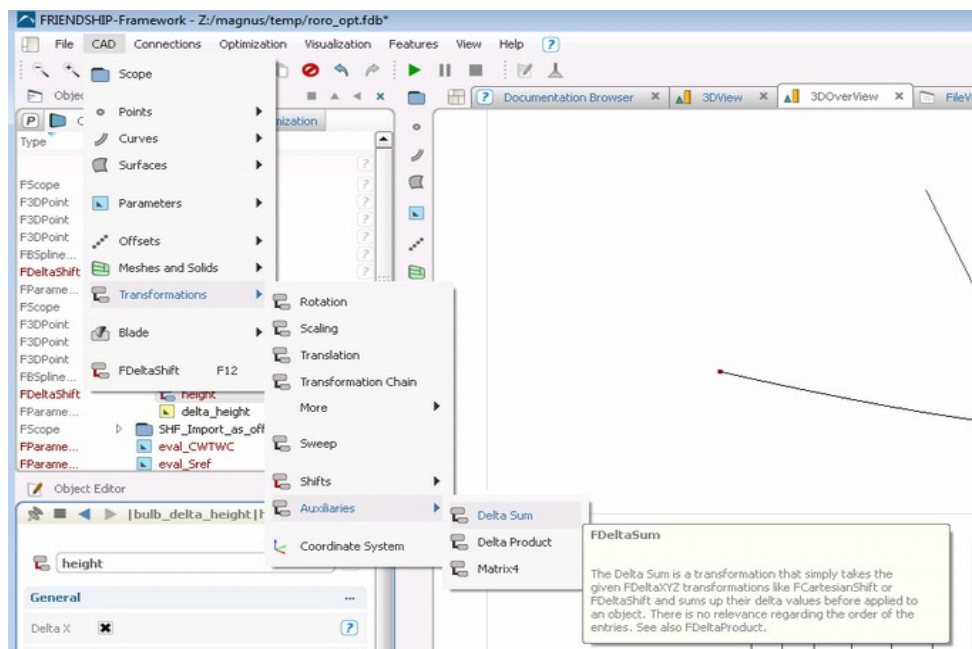 FRIENDSHIP-Framework - Z:/magnus/temp/roro_opt.fdb*
File CAD Connections Optimization Visualization Features View Help ?
Scope
Points
Curves
Surfaces
Parameters
Offsets
Meshes and Solids
Transformations
Blade
FDeltaShift F12
Documentation Browser 3DView 3DOverView
P
Type
FScope
F3DPoint
F3DPoint
F3DPoint
FBSpline...
FDeltaShift
FParame...
FScope
F3DPoint
F3DPoint
F3DPoint
FBSpline...
FDeltaShift height
FParame... delta_height
FScope SHF_Import_as_off
FParame... eval_CWTWC
FParame... eval_Sref
Rotation
Scaling
Translation
Transformation Chain
More
Sweep
Shifts
Auxiliaries
Coordinate System
Delta Sum
Delta Product
Matrix4
FDeltaSum
The Delta Sum is a transformation that simply takes the
given FDeltaXYZ transformations like FCartesianShift or
FDeltaShift and sums up their delta values before applied to
an object. There is no relevance regarding the order of the
entries. See also FDeltaProduct.
Object Editor
|bulb_delta_height|
height
General ...
Delta X ?